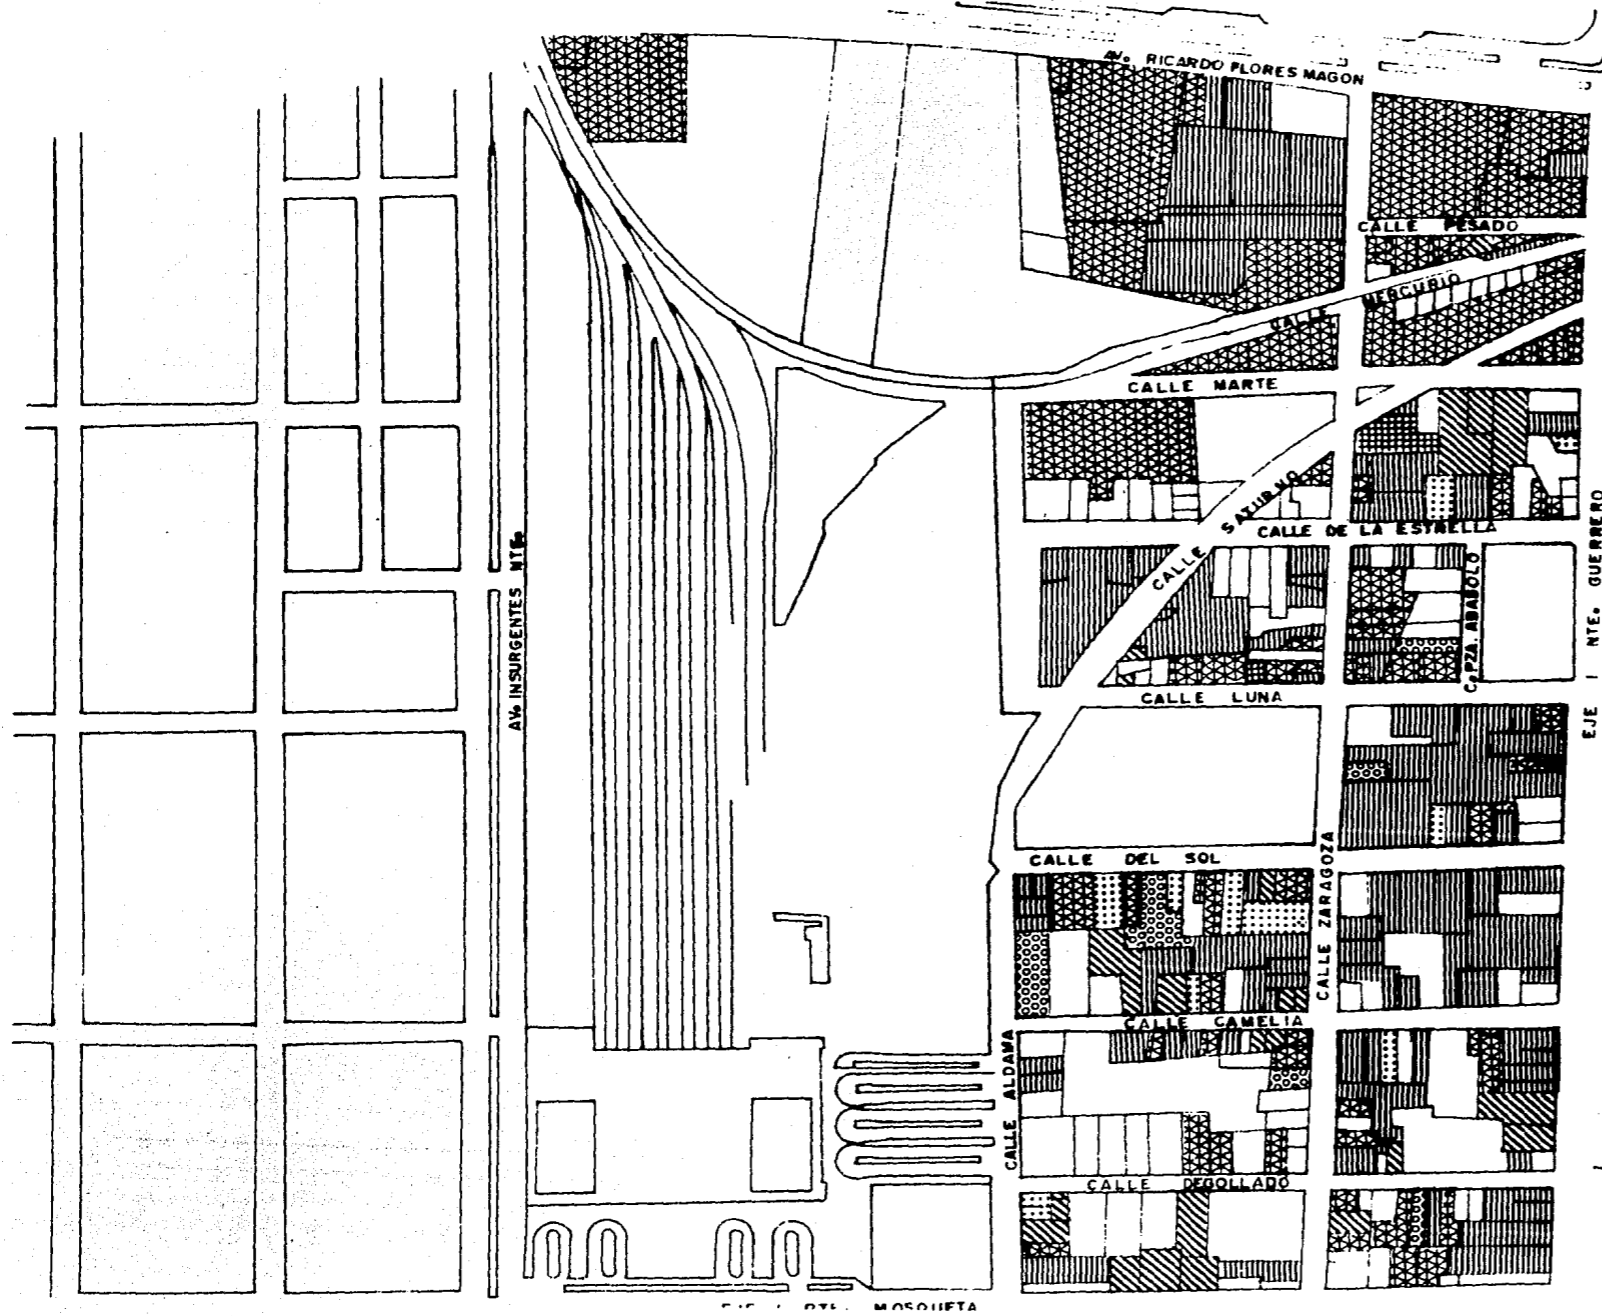 AV. RICARDO FLORES MAGON
CALLE PESADO
CALLE MERCURIO
CALLE MARTE
CALLE SATURNO
CALLE DE LA ESTRELLA
AV. INSURGENTES NTE.
C. PZA. ABASOLO
EJE 1 NTE. GUERRERO
CALLE LUNA
CALLE DEL SOL
CALLE ZARAGOZA
CALLE CAMELIA
CALLE ALDAMA
CALLE DEGOLLADO
MOSQUETA